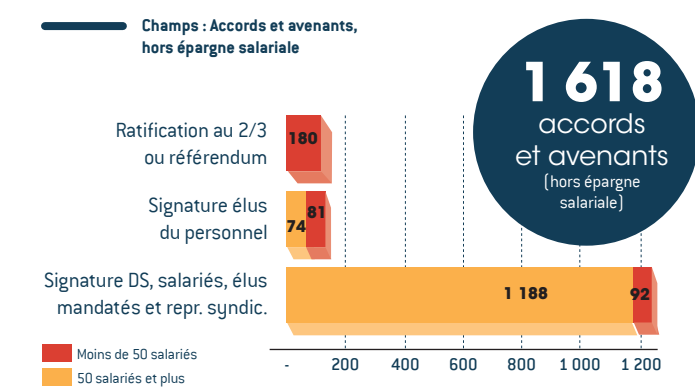 Champs : Accords et avenants,
hors épargne salariale
1 618
accords
et avenants
(hors épargne
salariale)
Ratification au 2/3
ou référendum
180
Signature élus
du personnel
74
81
Signature DS, salariés, élus
mandatés et repr. syndic.
1 188
92
- 200 400 600 800 1 000 1 200
Moins de 50 salariés
50 salariés et plus